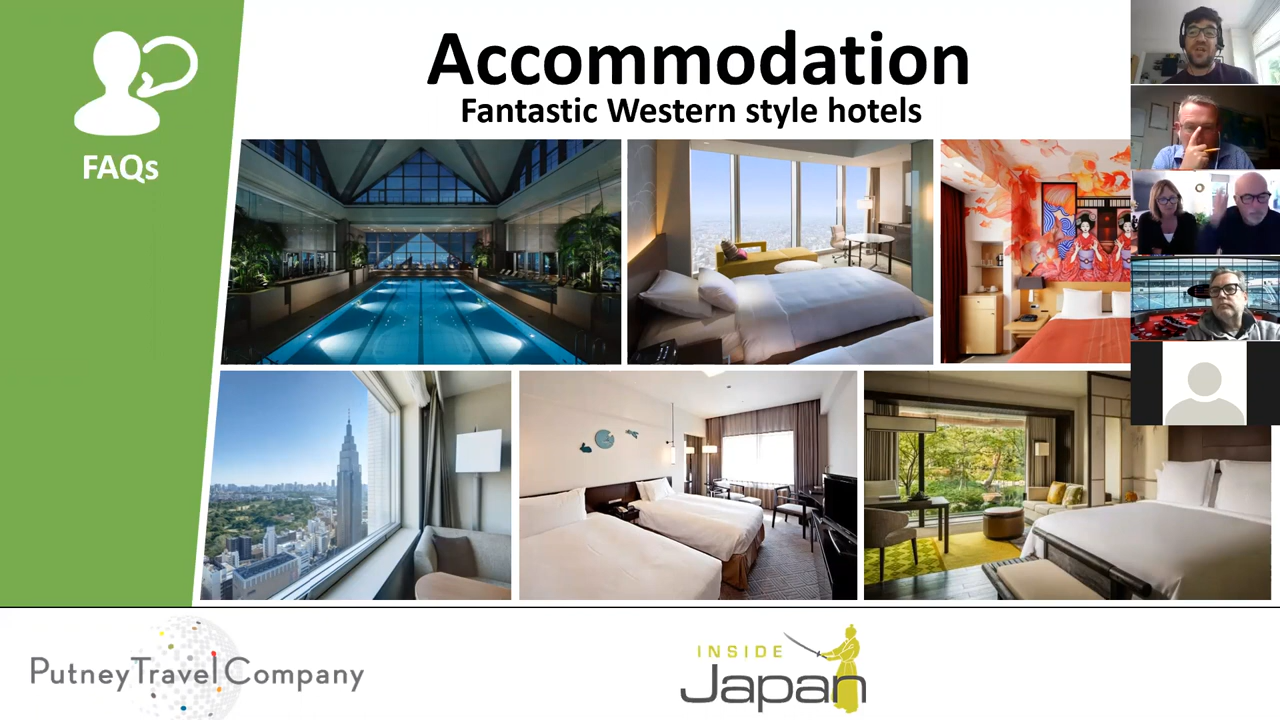 Accommodation
Fantastic Western style hotels
FAQs
PutneyTravelCompany
INSIDE
Japan